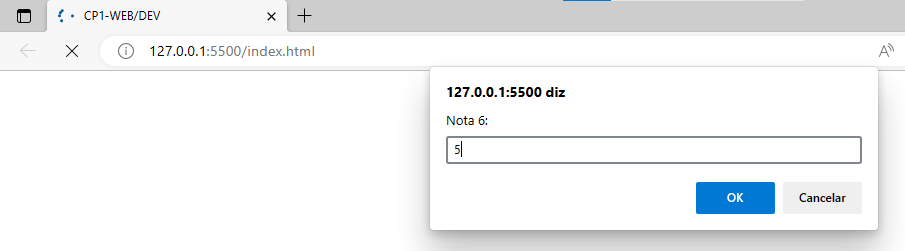 CP1-WEB/DEV
127.0.0.1:5500/index.html
127.0.0.1:5500 diz
Nota 6:
5
OK Cancelar